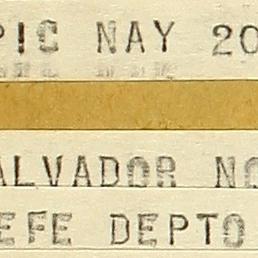 PIC NAY 20
ALVADOR NO
EFE DEPTO